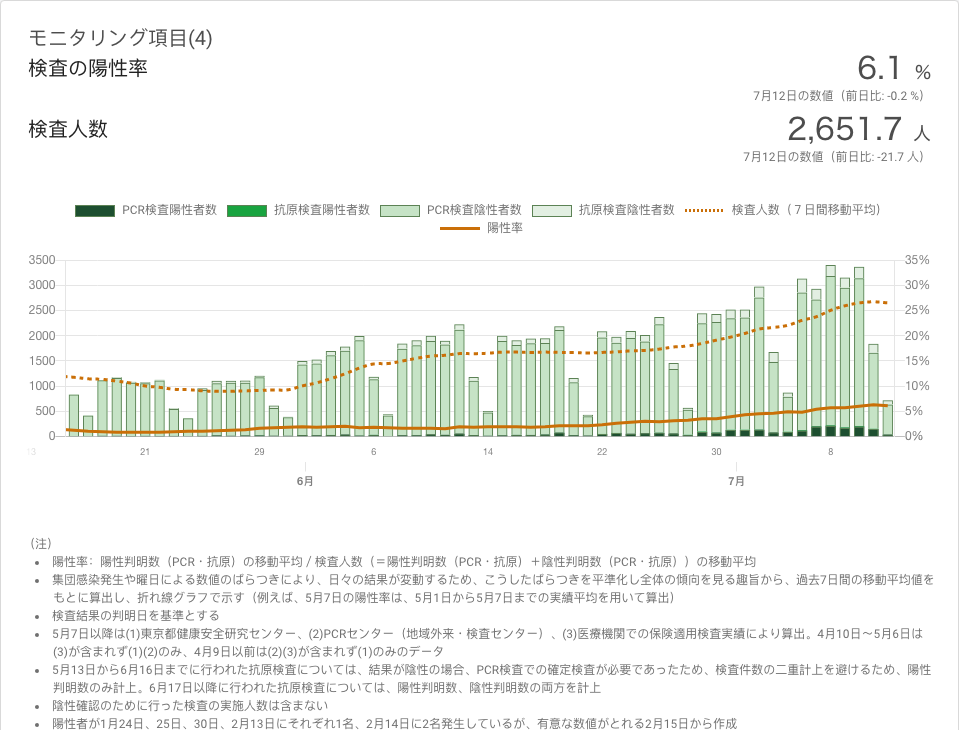 モニタリング項目(4)
検査の陽性率
6.1 %
7月12日の数値（前日比: -0.2 %）
検査人数
2,651.7 人
7月12日の数値（前日比: -21.7 人）
PCR検査陽性者数 抗原検査陽性者数 PCR検査陰性者数 抗原検査陰性者数 検査人数（７日間移動平均）
陽性率
3500 35%
3000 30%
2500 25%
2000 20%
1500 15%
1000 10%
500 5%
0 0%
13 21 29 6 14 22 30 8
6月 7月
（注）
• 陽性率：陽性判明数（PCR・抗原）の移動平均 / 検査人数（＝陽性判明数（PCR・抗原）＋陰性判明数（PCR・抗原））の移動平均
• 集団感染発生や曜日による数値のばらつきにより、日々の結果が変動するため、こうしたばらつきを平準化し全体の傾向を見る趣旨から、過去7日間の移動平均値を
もとに算出し、折れ線グラフで示す（例えば、5月7日の陽性率は、5月1日から5月7日までの実績平均を用いて算出）
• 検査結果の判明日を基準とする
• 5月7日以降は(1)東京都健康安全研究センター、(2)PCRセンター（地域外来・検査センター）、(3)医療機関での保険適用検査実績により算出。4月10日～5月6日は
(3)が含まれず(1)(2)のみ、4月9日以前は(2)(3)が含まれず(1)のみのデータ
• 5月13日から6月16日までに行われた抗原検査については、結果が陰性の場合、PCR検査での確定検査が必要であったため、検査件数の二重計上を避けるため、陽性
判明数のみ計上。6月17日以降に行われた抗原検査については、陽性判明数、陰性判明数の両方を計上
• 陰性確認のために行った検査の実施人数は含まない
• 陽性者が1月24日、25日、30日、2月13日にそれぞれ1名、2月14日に2名発生しているが、有意な数値がとれる2月15日から作成